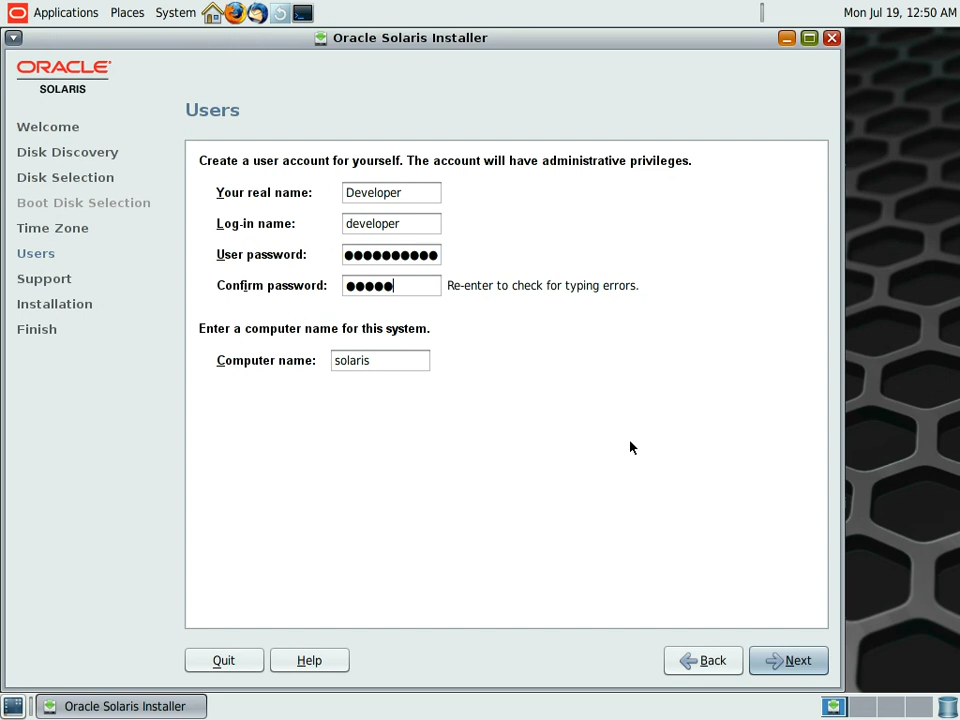 Applications Places System Mon Jul 19, 12:50 AM
Oracle Solaris Installer
ORACLE
SOLARIS
Users
Welcome
Disk Discovery
Disk Selection
Boot Disk Selection
Time Zone
Users
Support
Installation
Finish
Create a user account for yourself. The account will have administrative privileges.
Your real name: Developer
Log-in name: developer
User password: ●●●●●●●●●●
Confirm password: ●●●●● Re-enter to check for typing errors.
Enter a computer name for this system.
Computer name: solaris
Quit Help Back Next
Oracle Solaris Installer